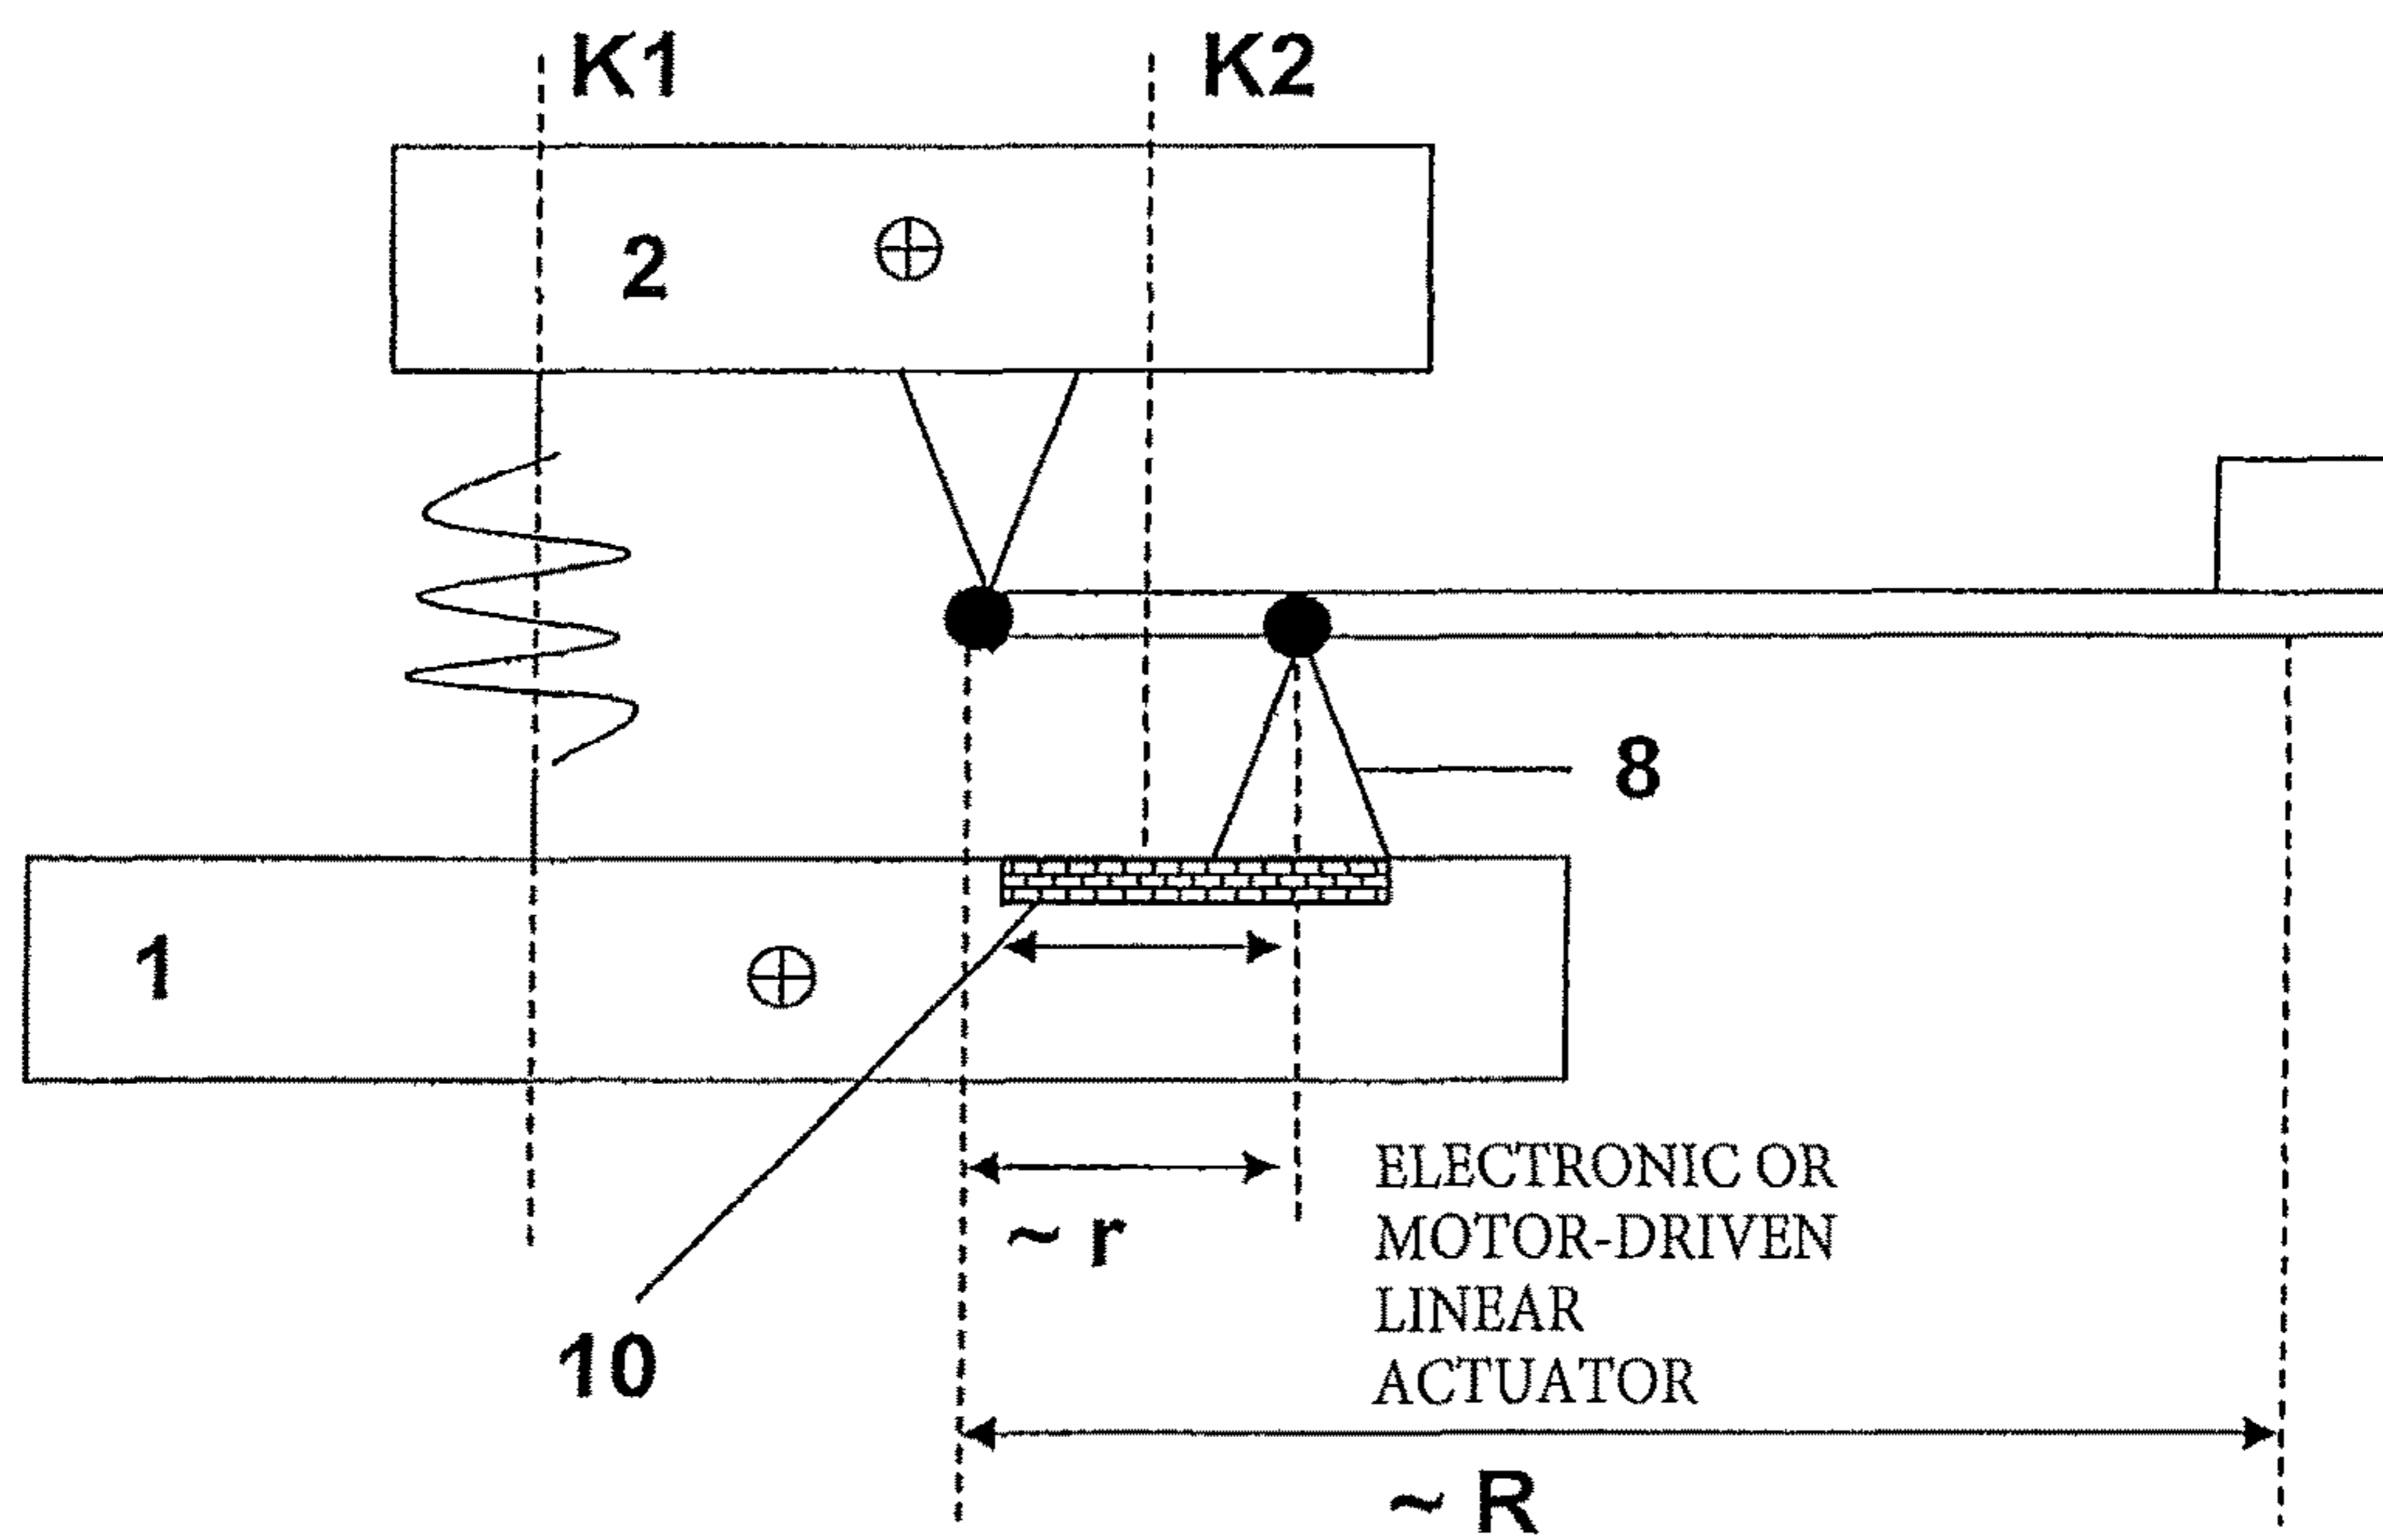 K1
K2
2
8
1
~ r
ELECTRONIC OR
MOTOR-DRIVEN
LINEAR
ACTUATOR
10
~ R